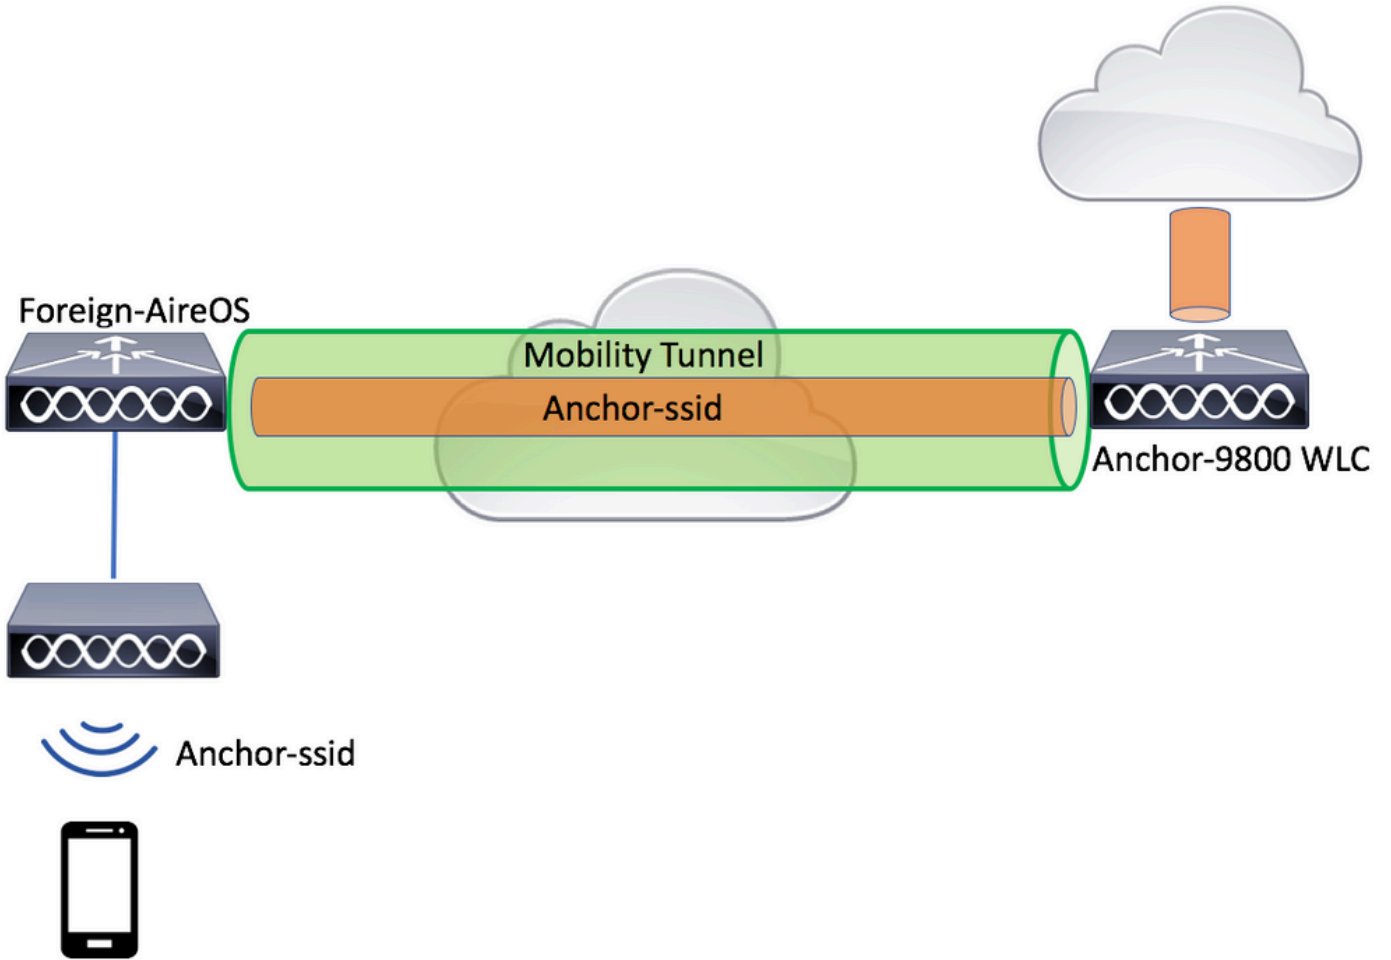 Foreign-AireOS
Mobility Tunnel
Anchor-ssid
Anchor-9800 WLC
Anchor-ssid